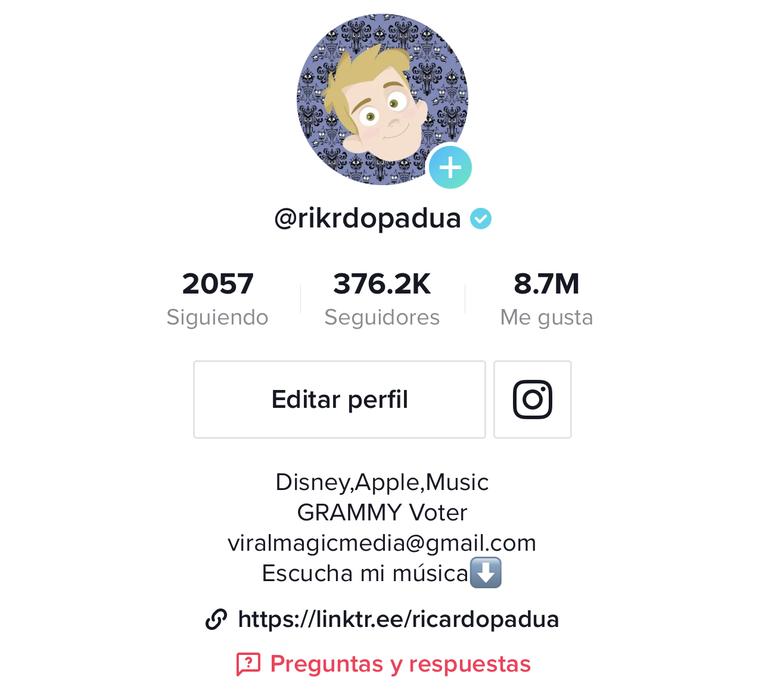 @rikrdopadua
2057 376.2K 8.7M
Siguiendo Seguidores Me gusta
Editar perfil
Disney,Apple,Music
GRAMMY Voter
viralmagicmedia@gmail.com
Escucha mi música⬇️
https://linktr.ee/ricardopadua
Preguntas y respuestas